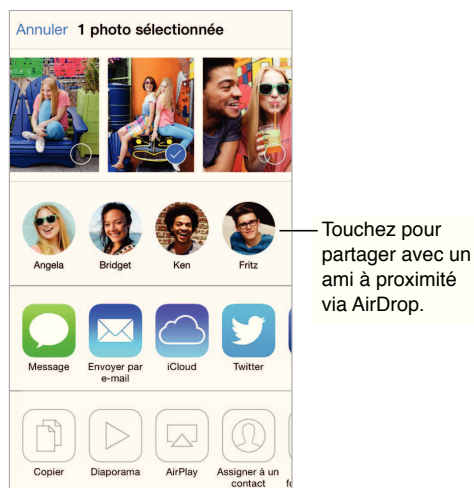 Annuler 1 photo sélectionnée
Angela Bridget Ken Fritz
Touchez pour
partager avec un
ami à proximité
via AirDrop.
Message Envoyer par iCloud Twitter
e-mail
Copier Diaporama AirPlay Assigner à un
contact